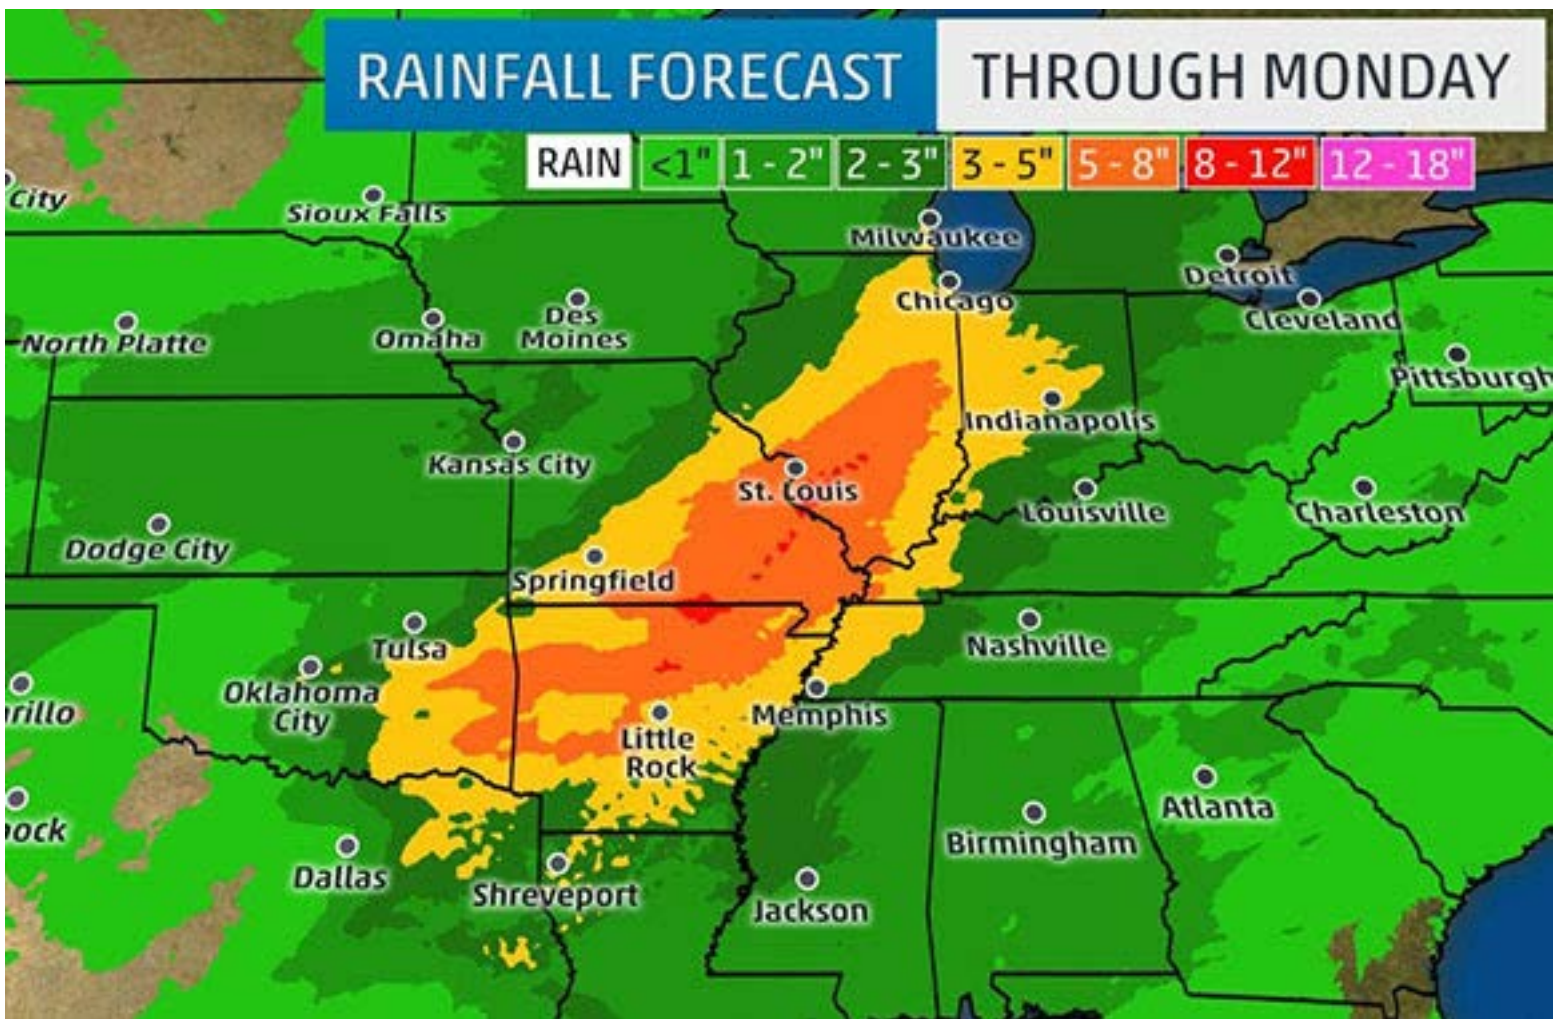 RAINFALL FORECAST THROUGH MONDAY
RAIN <1" 1 - 2" 2 - 3" 3 - 5" 5 - 8" 8 - 12" 12 - 18"
City
Sioux Falls
Milwaukee
Detroit
Chicago
Cleveland
North Platte
Omaha
Des
Moines
Pittsburgh
Indianapolis
Kansas City
St. Louis
Louisville
Charleston
Dodge City
Springfield
Tulsa
Nashville
Oklahoma
City
rillo
Memphis
Little
Rock
Atlanta
ock
Birmingham
Dallas
Shreveport
Jackson